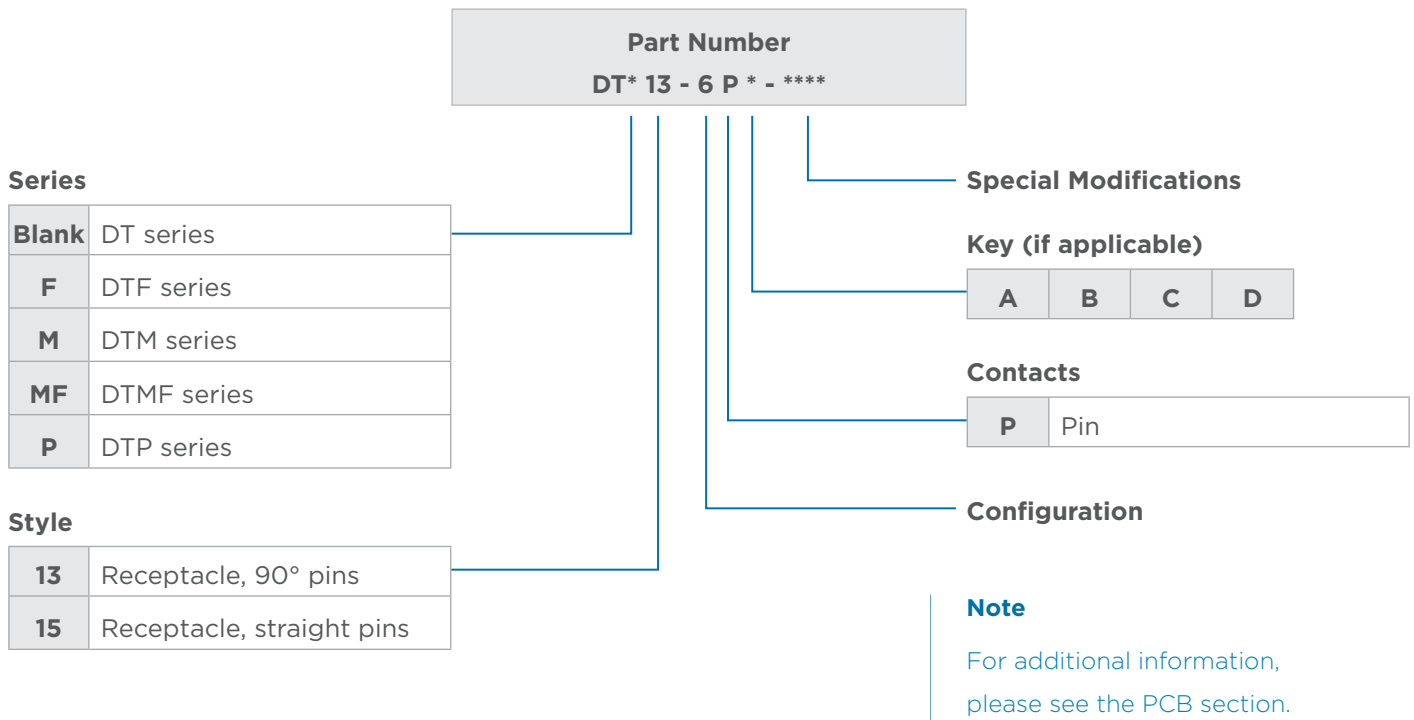 Part Number
DT* 13 - 6 P * - ****
Series
Blank DT series
F DTF series
M DTM series
MF DTMF series
P DTP series
Style
13 Receptacle, 90° pins
15 Receptacle, straight pins
Special Modifications
Key (if applicable)
A B C D
Contacts
P Pin
Configuration
Note
For additional information,
please see the PCB section.